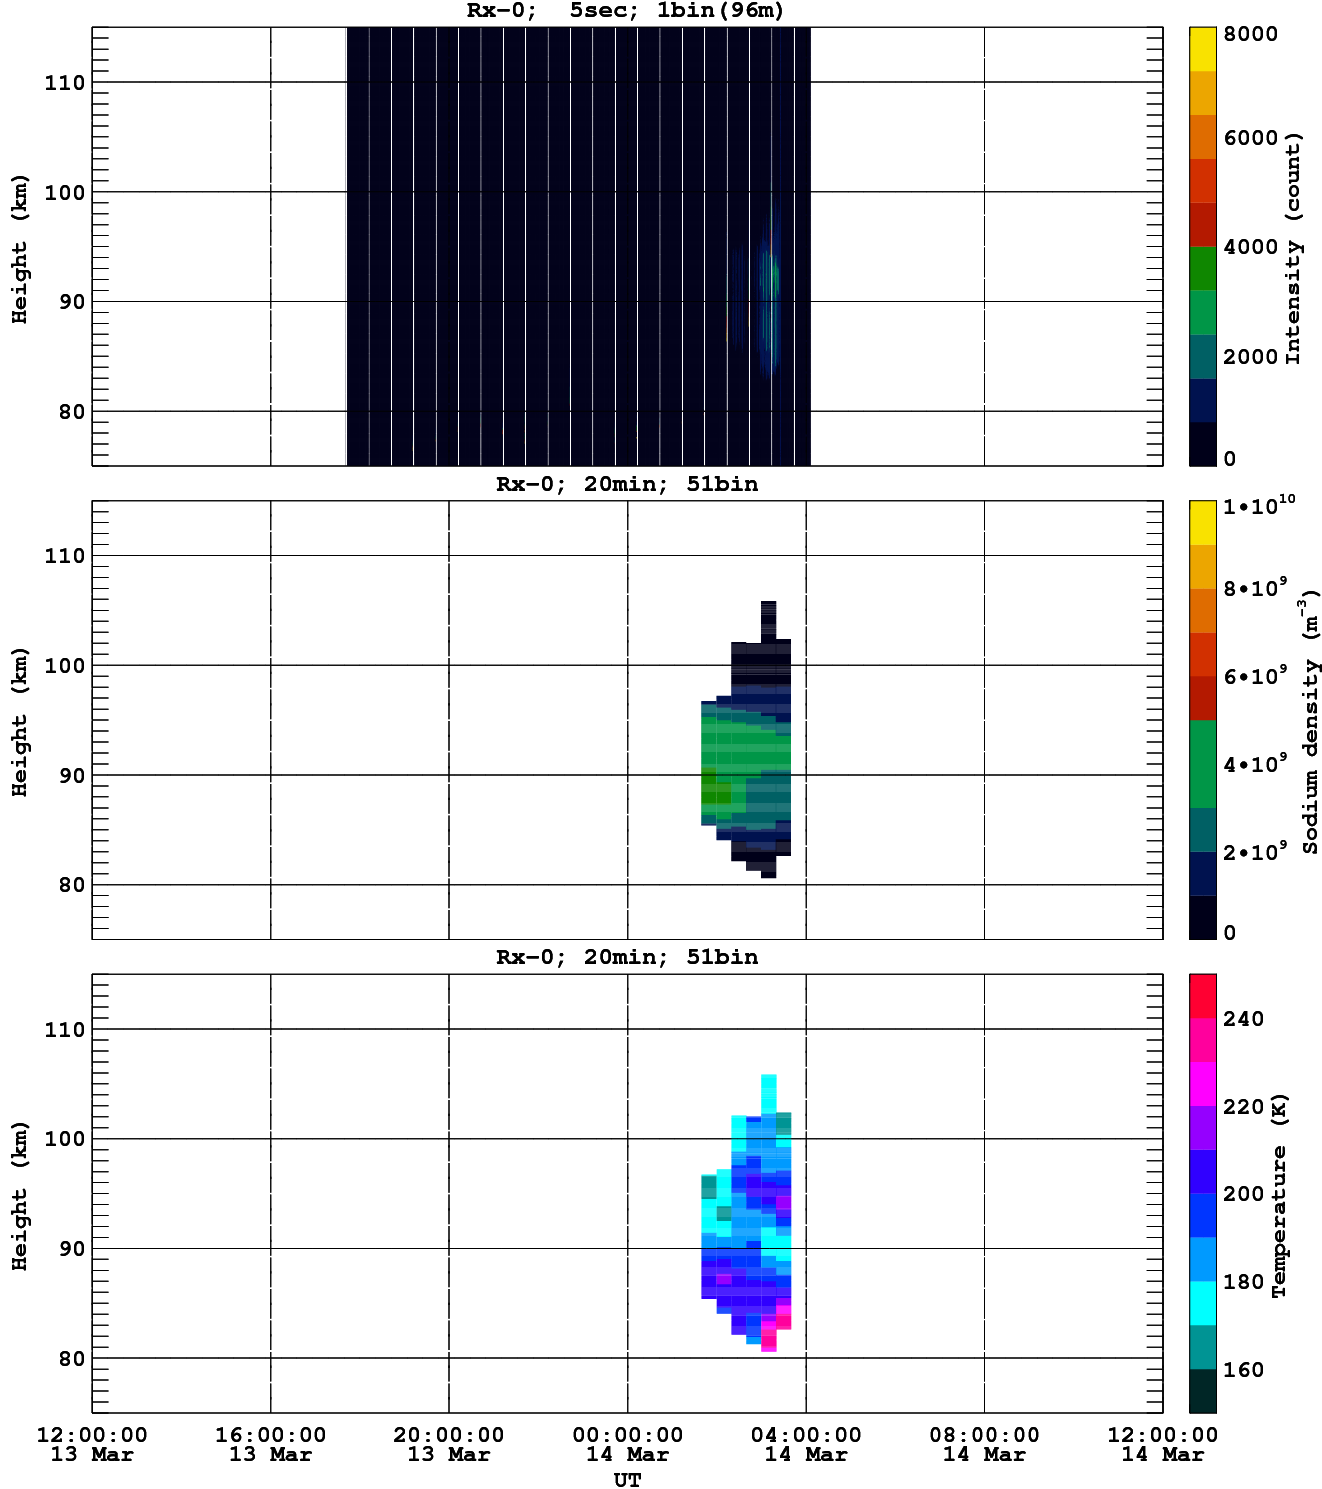 Rx-0;  5sec; 1bin(96m)
110
100
90
80
Height (km)
8000
6000
4000
2000
0
Intensity (count)
Rx-0; 20min; 51bin
110
100
90
80
Height (km)
1•10¹⁰
8•10⁹
6•10⁹
4•10⁹
2•10⁹
0
Sodium density (m⁻³)
Rx-0; 20min; 51bin
110
100
90
80
Height (km)
240
220
200
180
160
Temperature (K)
12:00:00 16:00:00 20:00:00 00:00:00 04:00:00 08:00:00 12:00:00
13 Mar 13 Mar 13 Mar 14 Mar 14 Mar 14 Mar 14 Mar
UT